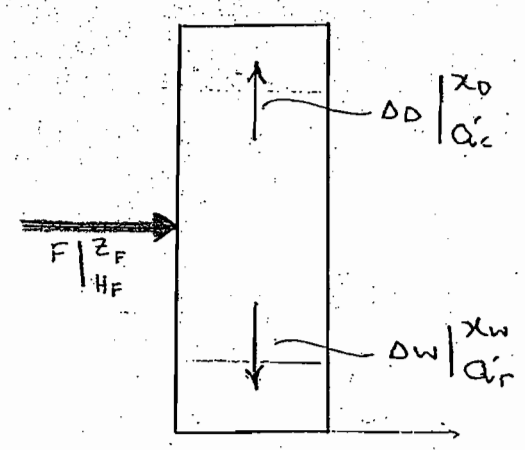 ΔD | x_D
Q'_c
F | Z_F
H_F
ΔW | x_W
Q'_r